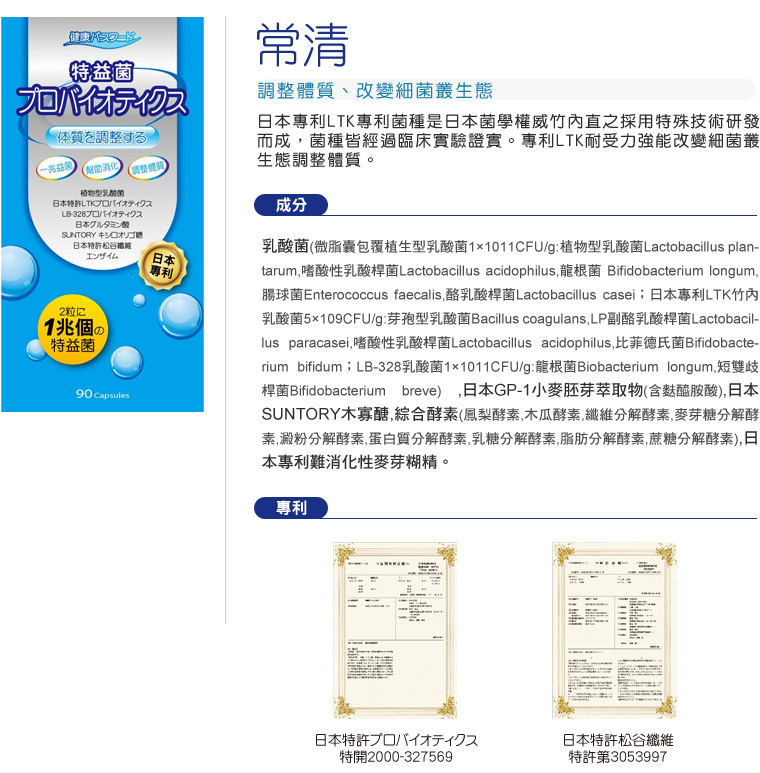 健康パスワード
特益菌
プロバイオティクス
体質を調整する
一兆益菌
幫助消化
調整體質
植物型乳酸菌
日本特許LTKプロバイオティクス
LB-328プロバイオティクス
日本グルタミン酸
SUNTORY キシロオリゴ糖
日本特許松谷纖維
エンザイム
日本
專利
2粒に
1兆個の
特益菌
90 Capsules
常清
調整體質、改變細菌叢生態
日本專利LTK專利菌種是日本菌學權威竹內直之採用特殊技術研發
而成，菌種皆經過臨床實驗證實。專利LTK耐受力強能改變細菌叢
生態調整體質。
成分
乳酸菌(微脂囊包覆植生型乳酸菌1×1011CFU/g:植物型乳酸菌Lactobacillus plan-
tarum,嗜酸性乳酸桿菌Lactobacillus acidophilus,龍根菌 Bifidobacterium longum,
腸球菌Enterococcus faecalis,酪乳酸桿菌Lactobacillus casei；日本專利LTK竹內
乳酸菌5×109CFU/g:芽孢型乳酸菌Bacillus coagulans,LP副酪乳酸桿菌Lactobacil-
lus paracasei,嗜酸性乳酸桿菌Lactobacillus acidophilus,比菲德氏菌Bifidobacte-
rium bifidum；LB-328乳酸菌1×1011CFU/g:龍根菌Biobacterium longum,短雙歧
桿菌Bifidobacterium breve) ,日本GP-1小麥胚芽萃取物(含麩醯胺酸),日本
SUNTORY木寡醣,綜合酵素(鳳梨酵素,木瓜酵素,纖維分解酵素,麥芽糖分解酵
素,澱粉分解酵素,蛋白質分解酵素,乳糖分解酵素,脂肪分解酵素,蔗糖分解酵素),日
本專利難消化性麥芽糊精。
專利
日本特許プロバイオティクス
特開2000-327569
日本特許松谷纖維
特許第3053997